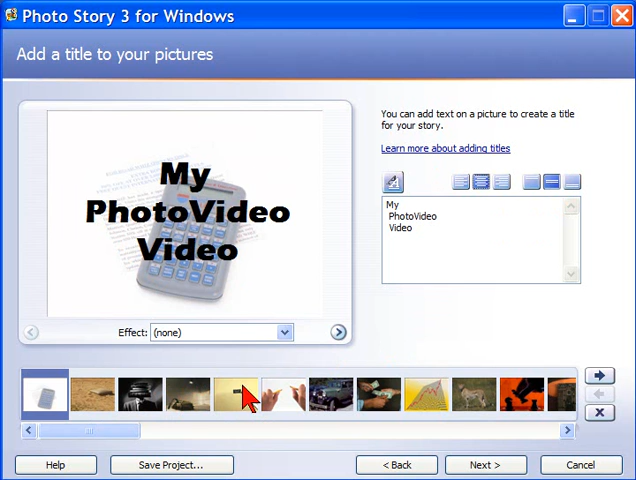 Photo Story 3 for Windows
Add a title to your pictures
My
PhotoVideo
Video
You can add text on a picture to create a title
for your story.
Learn more about adding titles
My
PhotoVideo
Video
Effect: (none)
Help
Save Project...
< Back
Next >
Cancel